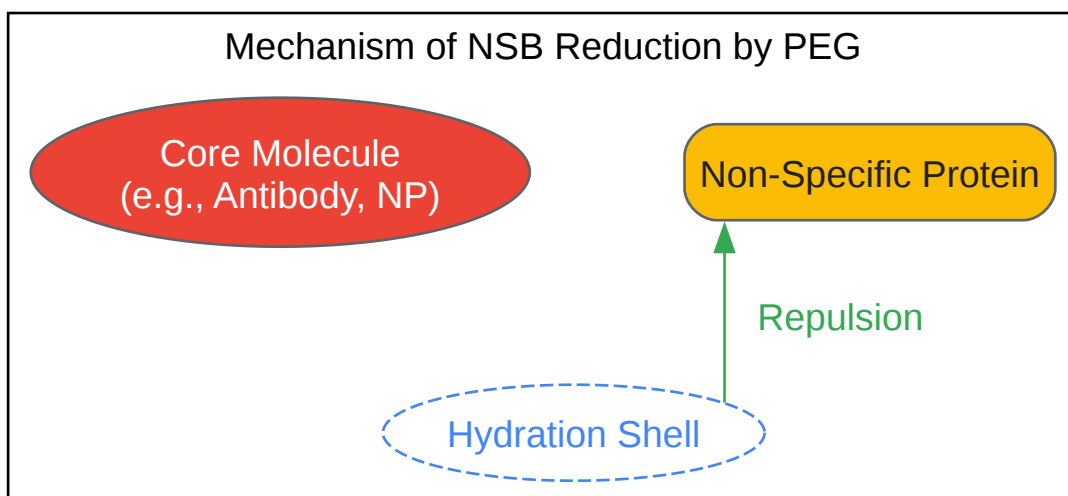 Mechanism of NSB Reduction by PEG
Core Molecule
(e.g., Antibody, NP)
Non-Specific Protein
Repulsion
Hydration Shell